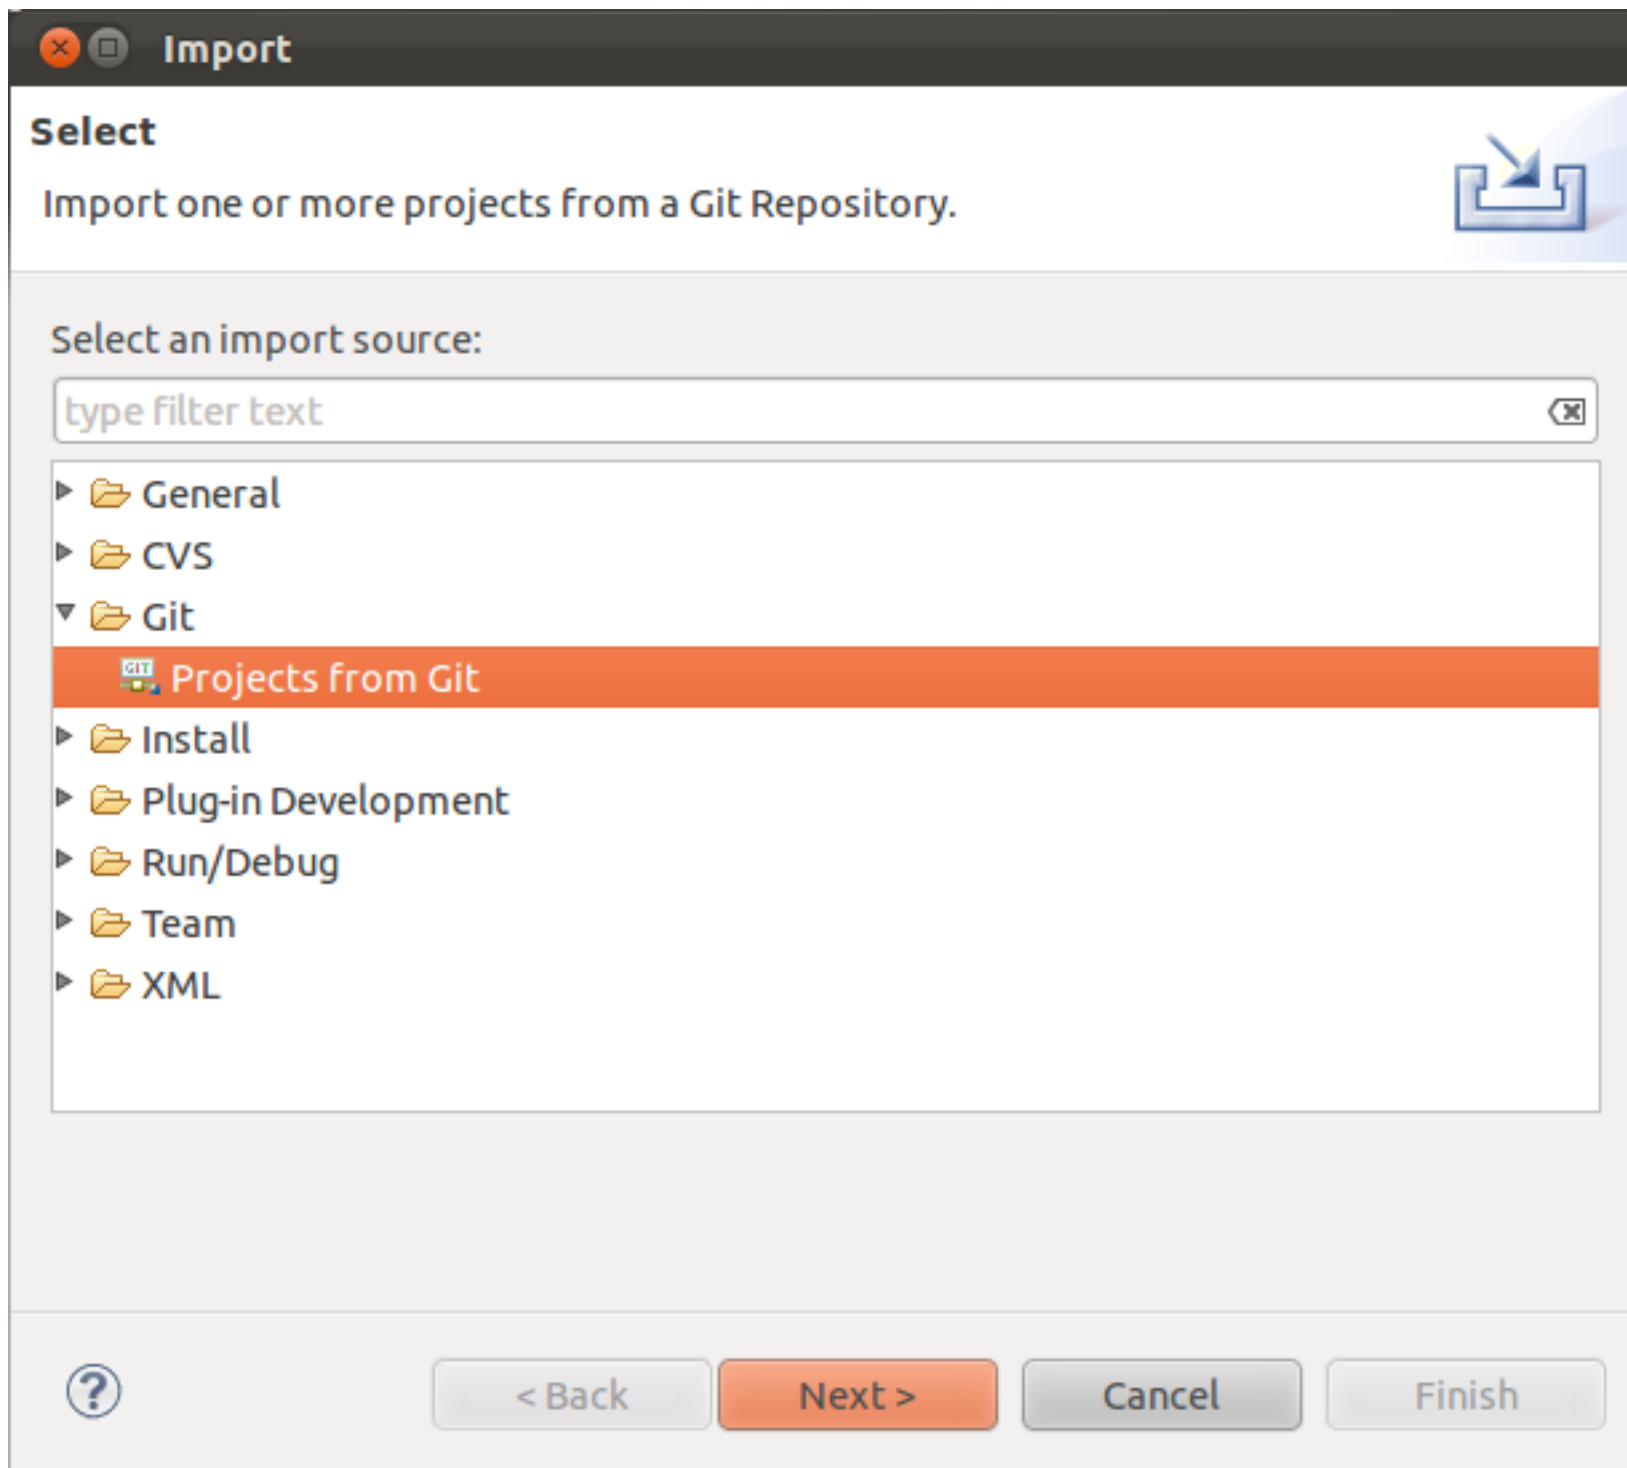 Import
Select
Import one or more projects from a Git Repository.
Select an import source:
type filter text
General
CVS
Git
GIT
Projects from Git
Install
Plug-in Development
Run/Debug
Team
XML
?
< Back
Next >
Cancel
Finish